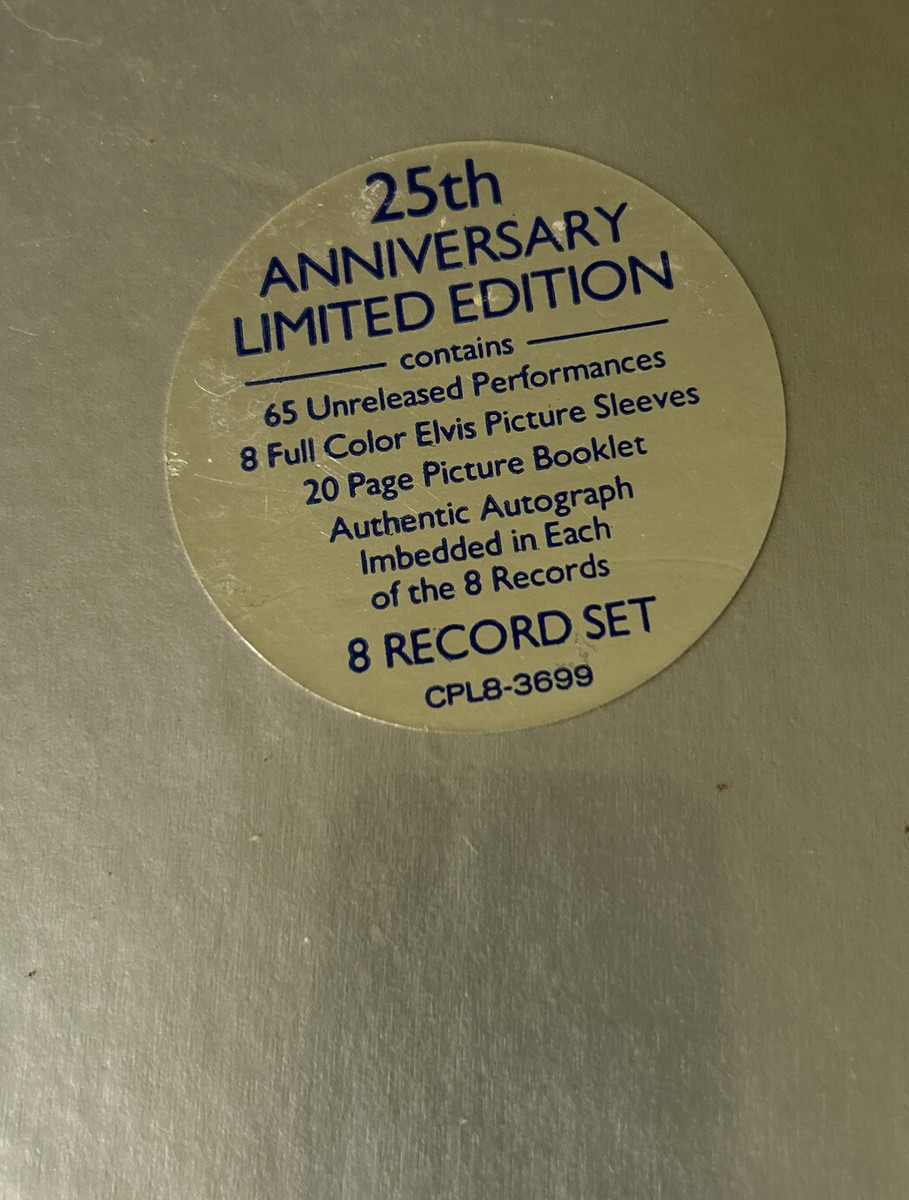 25th
ANNIVERSARY
LIMITED EDITION
contains
65 Unreleased Performances
8 Full Color Elvis Picture Sleeves
20 Page Picture Booklet
Authentic Autograph
Imbedded in Each
of the 8 Records
8 RECORD SET
CPL8-3699